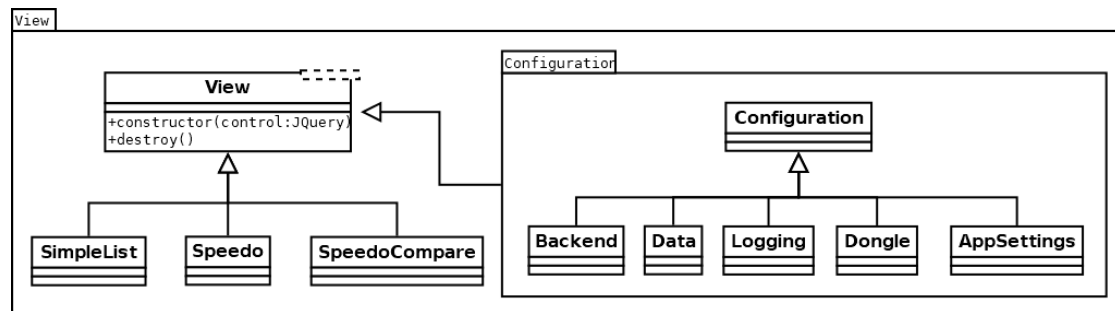 View
View
+constructor(control:JQuery)
+destroy()
SimpleList
Speedo
SpeedoCompare
Configuration
Configuration
Backend
Data
Logging
Dongle
AppSettings